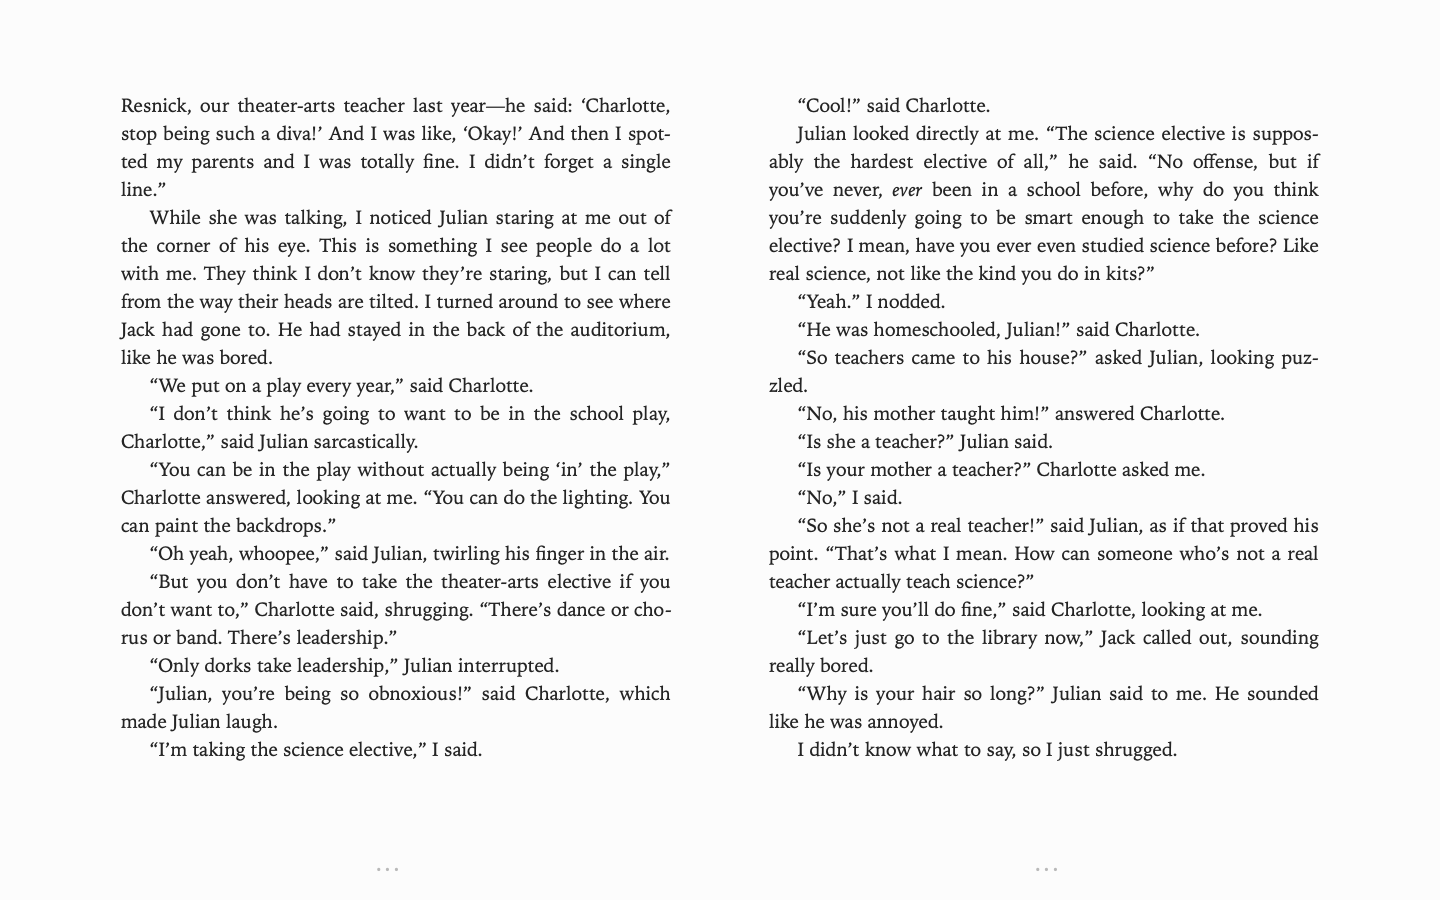 Resnick, our theater-arts teacher last year—he said: ‘Charlotte,
stop being such a diva!’ And I was like, ‘Okay!’ And then I spot-
ted my parents and I was totally fine. I didn’t forget a single
line.”
While she was talking, I noticed Julian staring at me out of
the corner of his eye. This is something I see people do a lot
with me. They think I don’t know they’re staring, but I can tell
from the way their heads are tilted. I turned around to see where
Jack had gone to. He had stayed in the back of the auditorium,
like he was bored.
“We put on a play every year,” said Charlotte.
“I don’t think he’s going to want to be in the school play,
Charlotte,” said Julian sarcastically.
“You can be in the play without actually being ‘in’ the play,”
Charlotte answered, looking at me. “You can do the lighting. You
can paint the backdrops.”
“Oh yeah, whoopee,” said Julian, twirling his finger in the air.
“But you don’t have to take the theater-arts elective if you
don’t want to,” Charlotte said, shrugging. “There’s dance or cho-
rus or band. There’s leadership.”
“Only dorks take leadership,” Julian interrupted.
“Julian, you’re being so obnoxious!” said Charlotte, which
made Julian laugh.
“I’m taking the science elective,” I said.
“Cool!” said Charlotte.
Julian looked directly at me. “The science elective is suppos-
ably the hardest elective of all,” he said. “No offense, but if
you’ve never, ever been in a school before, why do you think
you’re suddenly going to be smart enough to take the science
elective? I mean, have you ever even studied science before? Like
real science, not like the kind you do in kits?”
“Yeah.” I nodded.
“He was homeschooled, Julian!” said Charlotte.
“So teachers came to his house?” asked Julian, looking puz-
zled.
“No, his mother taught him!” answered Charlotte.
“Is she a teacher?” Julian said.
“Is your mother a teacher?” Charlotte asked me.
“No,” I said.
“So she’s not a real teacher!” said Julian, as if that proved his
point. “That’s what I mean. How can someone who’s not a real
teacher actually teach science?”
“I’m sure you’ll do fine,” said Charlotte, looking at me.
“Let’s just go to the library now,” Jack called out, sounding
really bored.
“Why is your hair so long?” Julian said to me. He sounded
like he was annoyed.
I didn’t know what to say, so I just shrugged.